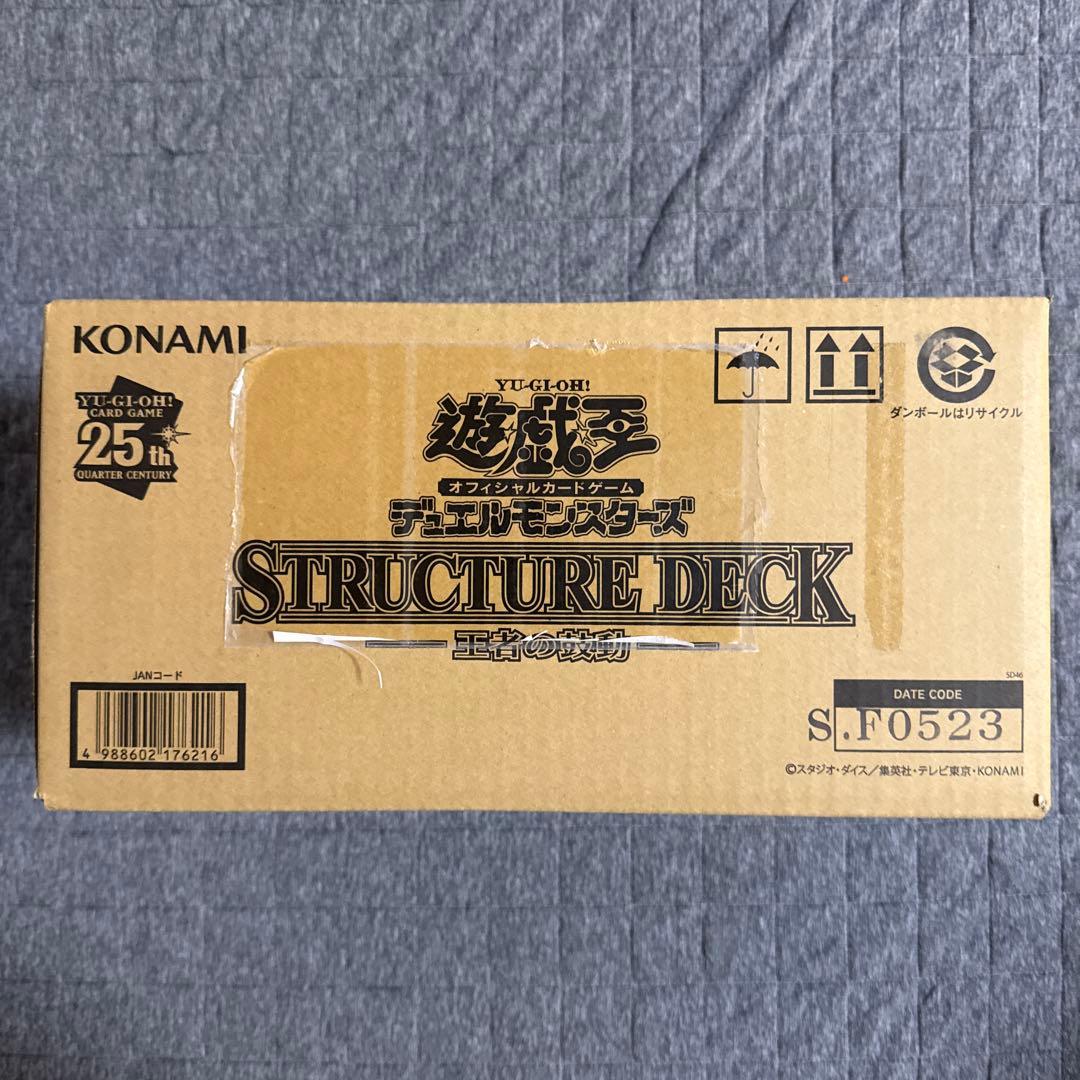 KONAMI
YU-GI-OH!
CARD GAME
25th
QUARTER CENTURY
YU-GI-OH!
遊戯王
オフィシャルカードゲーム
デュエルモンスターズ
STRUCTURE DECK
王者の鼓動
ダンボールはリサイクル
JANコード
4 988602 176216
SD46
DATE CODE
S.F0523
©スタジオ・ダイス/集英社・テレビ東京・KONAMI